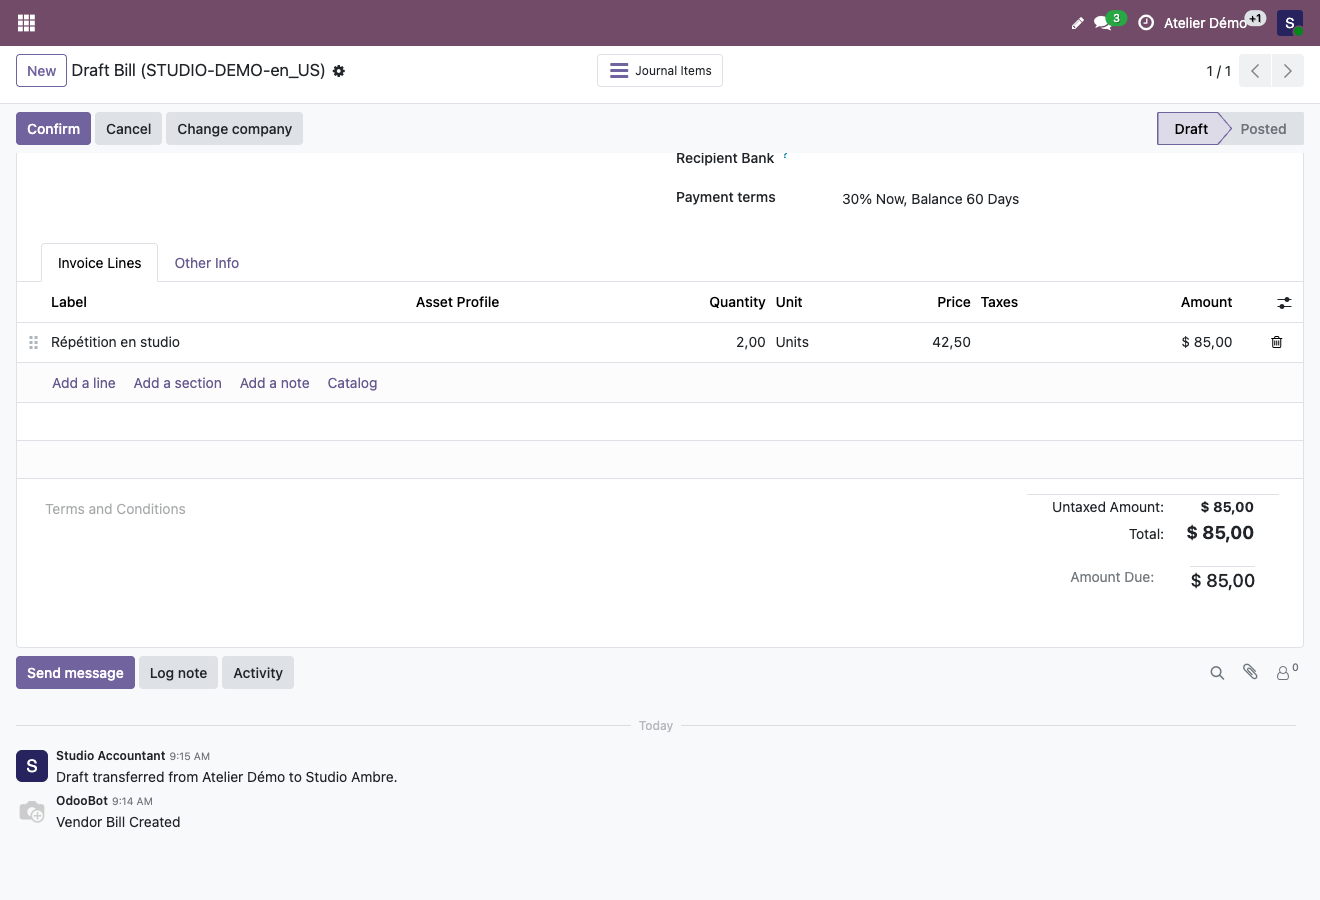 3
Atelier Démo
+1
S
New
Draft Bill (STUDIO-DEMO-en_US)
Journal Items
1 / 1
Confirm
Cancel
Change company
Draft
Posted
Recipient Bank ?
Payment terms
30% Now, Balance 60 Days
Invoice Lines
Other Info
Label
Asset Profile
Quantity
Unit
Price
Taxes
Amount
Répétition en studio
2,00
Units
42,50
$ 85,00
Add a line
Add a section
Add a note
Catalog
Terms and Conditions
Untaxed Amount:
$ 85,00
Total:
$ 85,00
Amount Due:
$ 85,00
Send message
Log note
Activity
0
Today
S
Studio Accountant 9:15 AM
Draft transferred from Atelier Démo to Studio Ambre.
OdooBot 9:14 AM
Vendor Bill Created